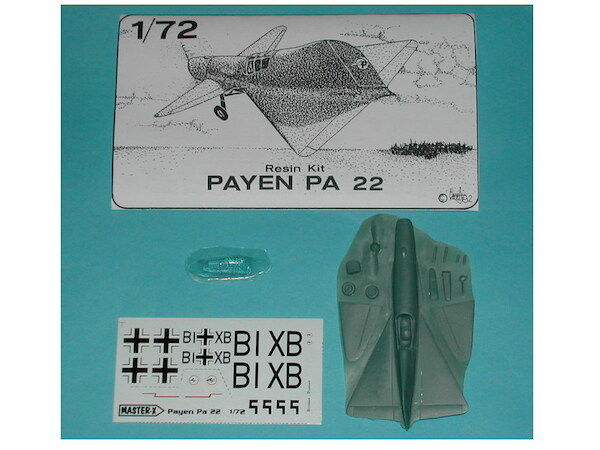 1/72
P
Resin Kit
PAYEN PA 22
©
BI XB BI XB
BI XB
BI XB
MASTER-X Payen Pa 22 1/72